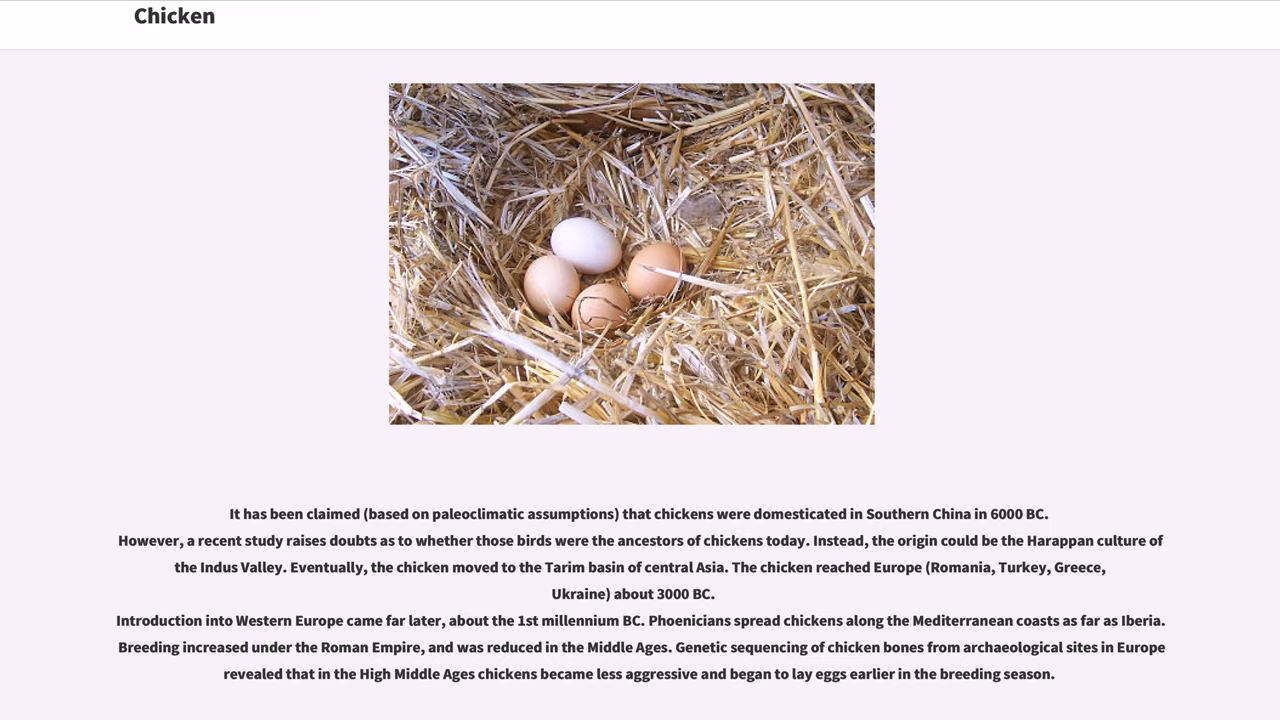 Chicken
It has been claimed (based on paleoclimatic assumptions) that chickens were domesticated in Southern China in 6000 BC.
However, a recent study raises doubts as to whether those birds were the ancestors of chickens today. Instead, the origin could be the Harappan culture of
the Indus Valley. Eventually, the chicken moved to the Tarim basin of central Asia. The chicken reached Europe (Romania, Turkey, Greece,
Ukraine) about 3000 BC.
Introduction into Western Europe came far later, about the 1st millennium BC. Phoenicians spread chickens along the Mediterranean coasts as far as Iberia.
Breeding increased under the Roman Empire, and was reduced in the Middle Ages. Genetic sequencing of chicken bones from archaeological sites in Europe
revealed that in the High Middle Ages chickens became less aggressive and began to lay eggs earlier in the breeding season.